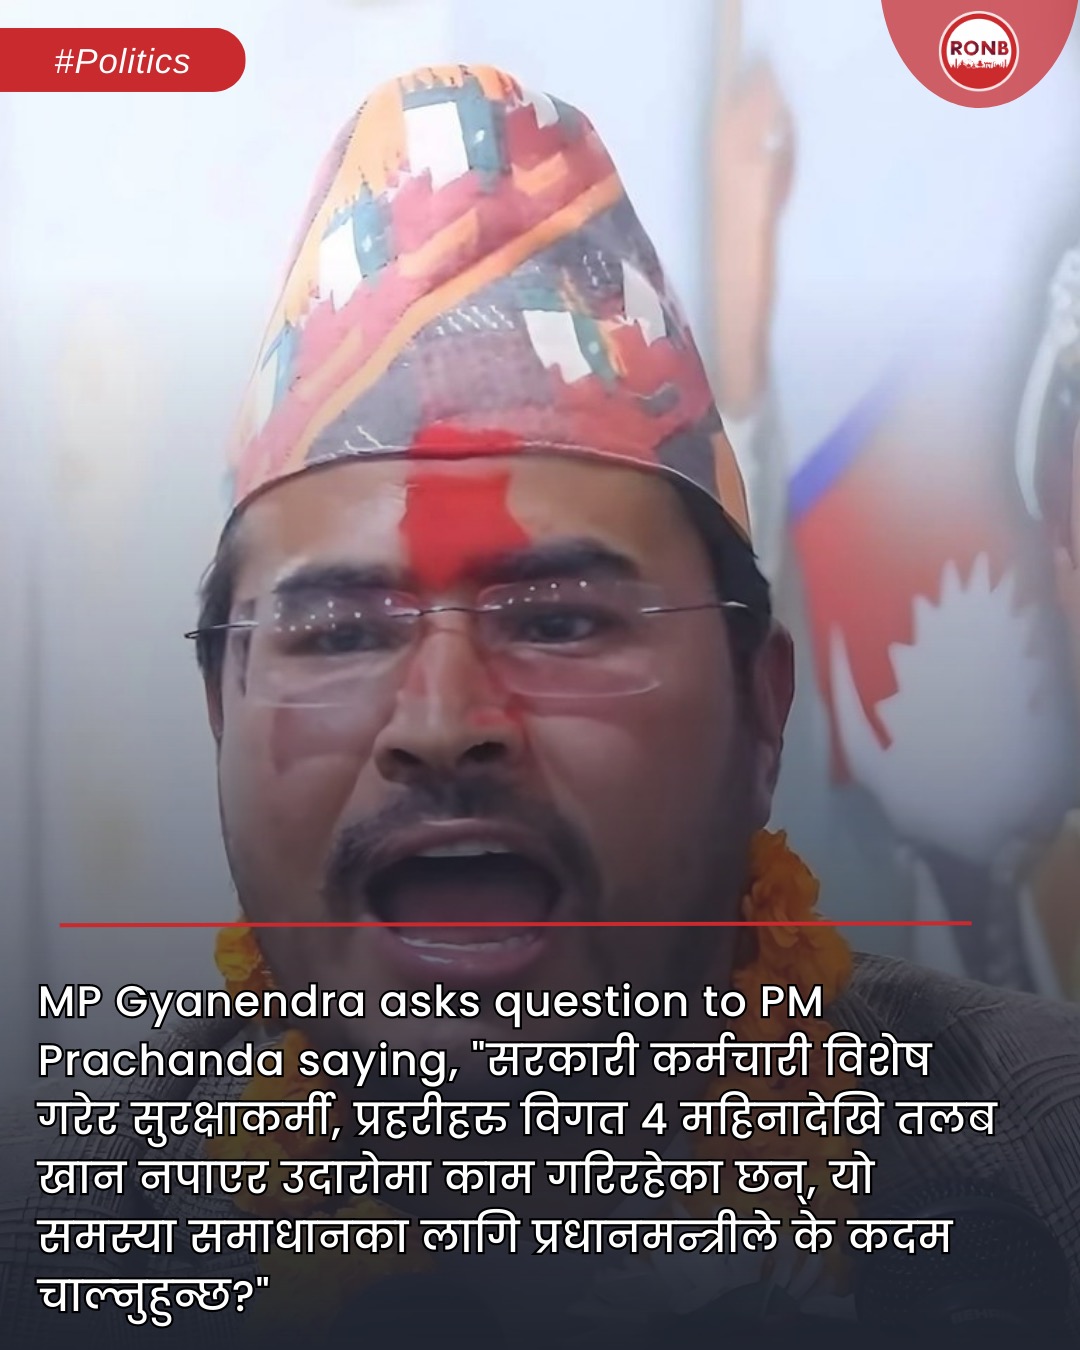 #Politics
RONB
MP Gyanendra asks question to PM
Prachanda saying, "सरकारी कर्मचारी विशेष
गरेर सुरक्षाकर्मी, प्रहरीहरु विगत 4 महिनादेखि तलब
खान नपाएर उदारोमा काम गरिरहेका छन्, यो
समस्या समाधानका लागि प्रधानमन्त्रीले के कदम
चाल्नुहुन्छ?"